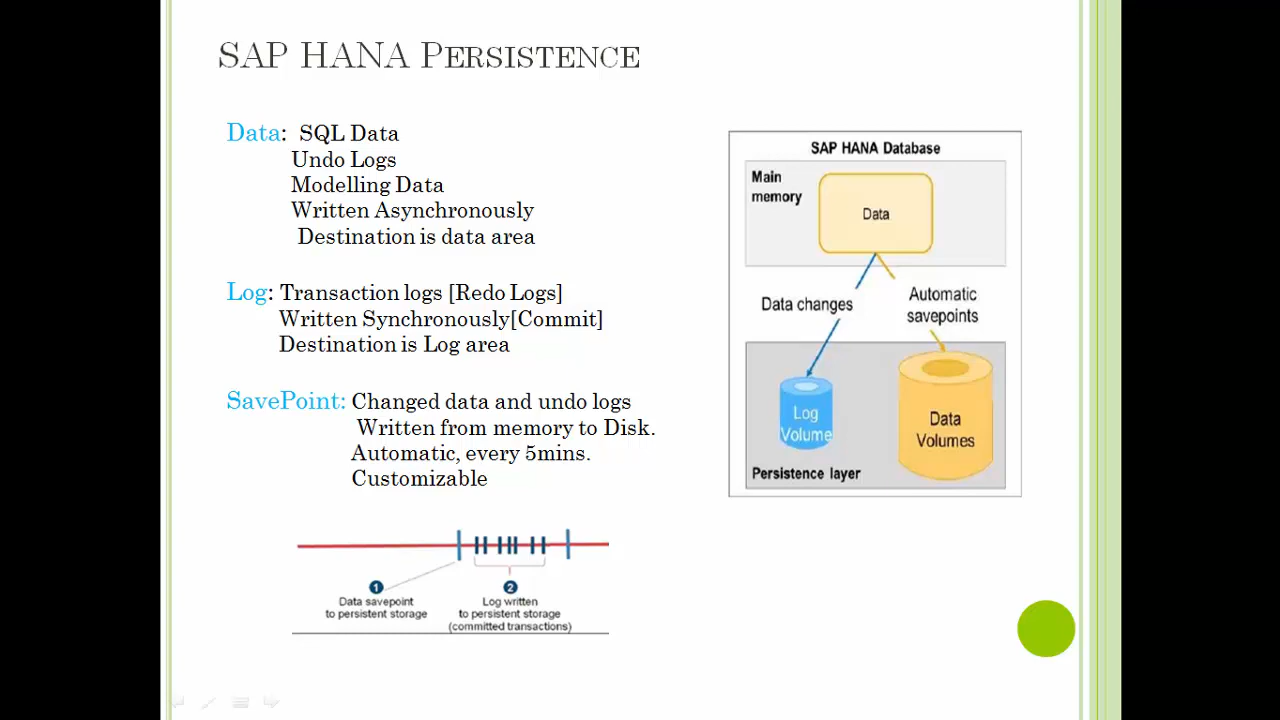 SAP HANA PERSISTENCE
Data: SQL Data
Undo Logs
Modelling Data
Written Asynchronously
Destination is data area
Log: Transaction logs [Redo Logs]
Written Synchronously[Commit]
Destination is Log area
SavePoint: Changed data and undo logs
Written from memory to Disk.
Automatic, every 5mins.
Customizable
1
Data savepoint
to persistent storage
2
Log written
to persistent storage
(committed transactions)
SAP HANA Database
Main
memory
Data
Data changes
Automatic
savepoints
Log
Volume
Data
Volumes
Persistence layer